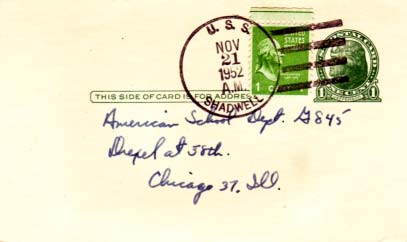 U. S. S.
NOV
21
1952
A.M.
SHADWELL
UNITED STATES
1
1
1
THIS SIDE OF CARD IS FOR ADDRESS
American School Dept. G845
Drexel at 58th.
Chicago 37, Ill.